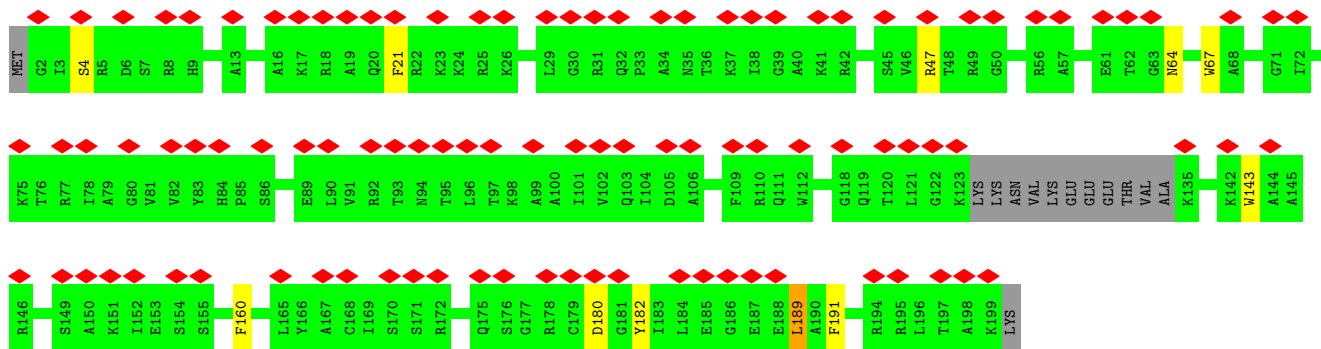 MET G2 I3 S4 R5 D6 S7 R8 H9 A13 A16 K17 R18 A19 Q20 F21 R22 K23 K24 R25 K26 L29 G30 R31 Q32 P33 A34 N35 T36 K37 I38 G39 A40 K41 R42 S45 V46 R47 T48 R49 G50 R56 A57 E61 T62 G63 N64 W67 A68 G71 I72
K75 T76 R77 I78 A79 G80 V81 V82 Y83 H84 P85 S86 E89 L90 V91 R92 T93 N94 T95 L96 T97 K98 A99 A100 I101 V102 Q103 I104 D105 A106 F109 R110 Q111 W112 G118 Q119 T120 L121 G122 K123 LYS LYS ASN VAL LYS GLU GLU GLU THR VAL ALA K135 K142 W143 A144 A145
R146 S149 A150 K151 I152 E153 S154 S155 F160 L165 Y166 A167 C168 I169 S170 S171 R172 Q175 S176 G177 R178 C179 D180 G181 Y182 I183 L184 E185 G186 E187 E188 L189 A190 F191 R194 R195 L196 T197 A198 K199 LYS